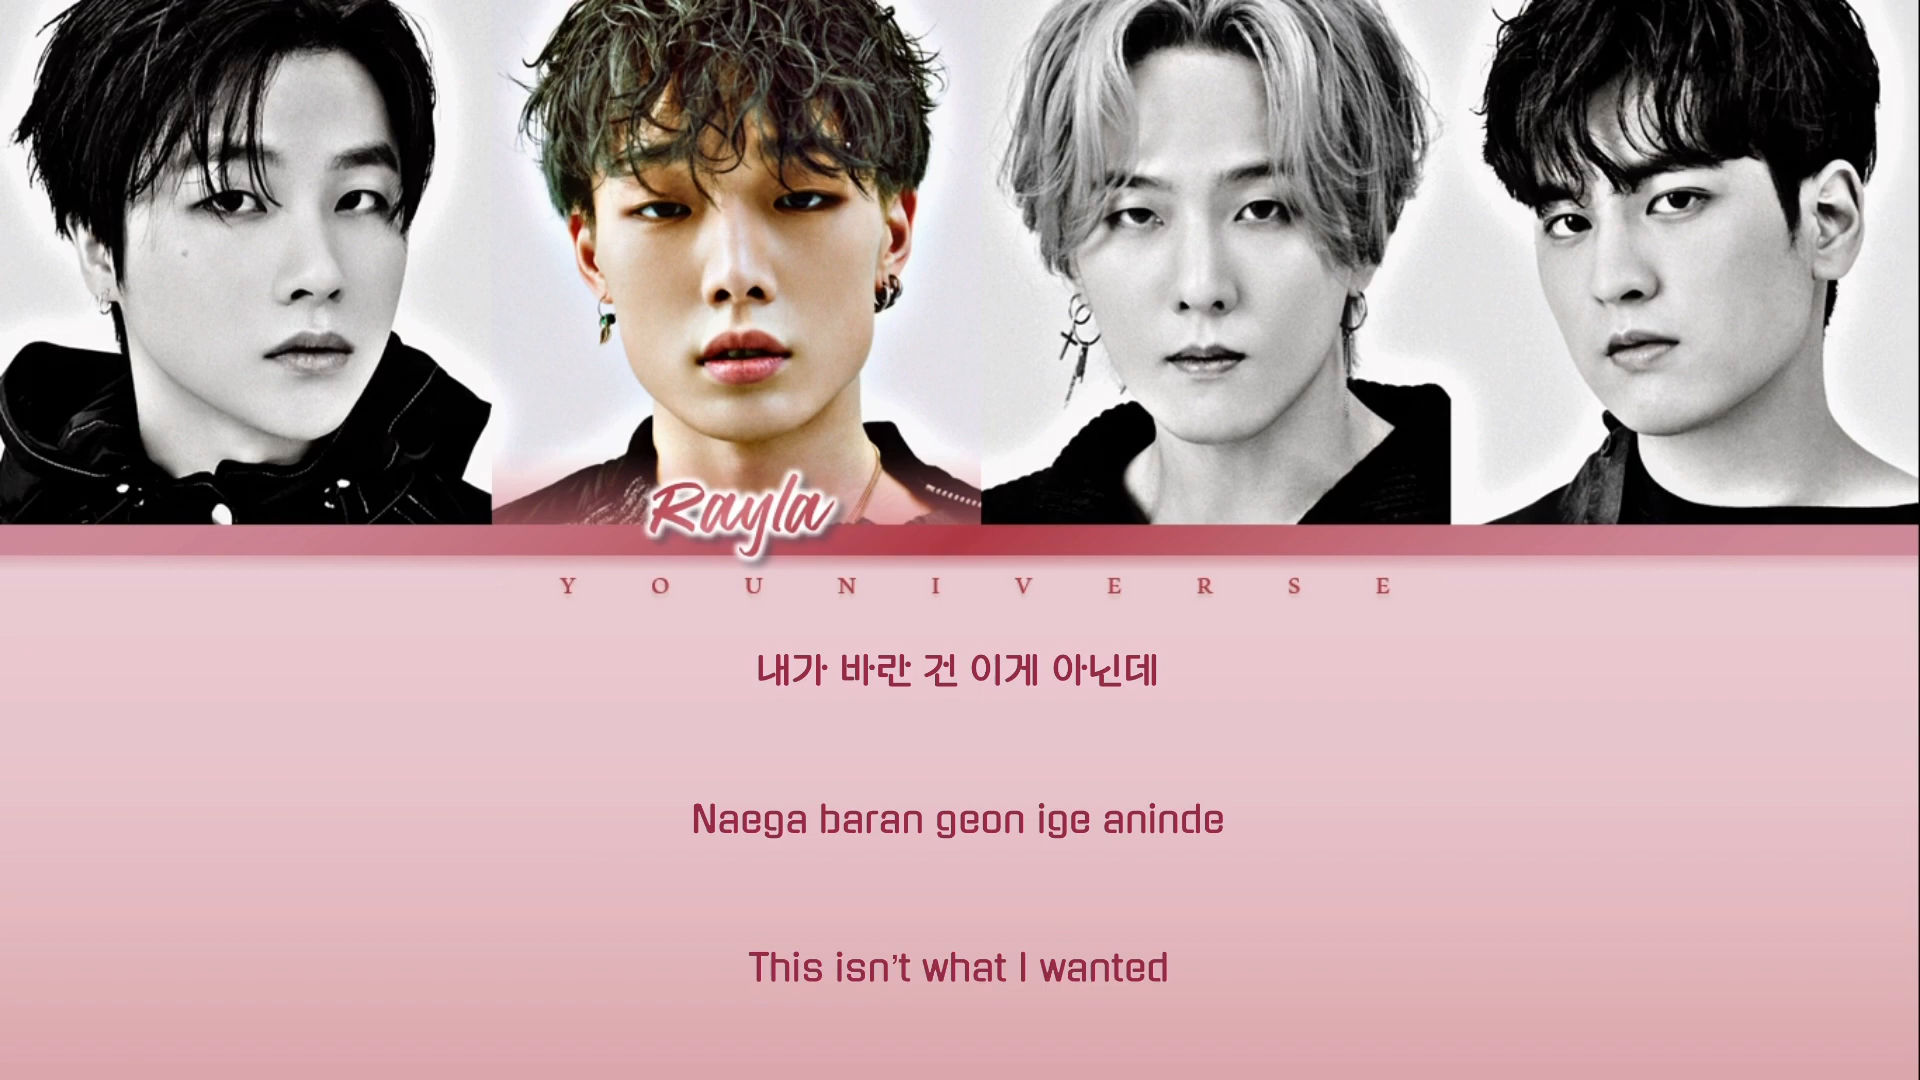 Rayla
YOUNIVERSE
내가 바란 건 이게 아닌데
Naega baran geon ige aninde
This isn't what I wanted